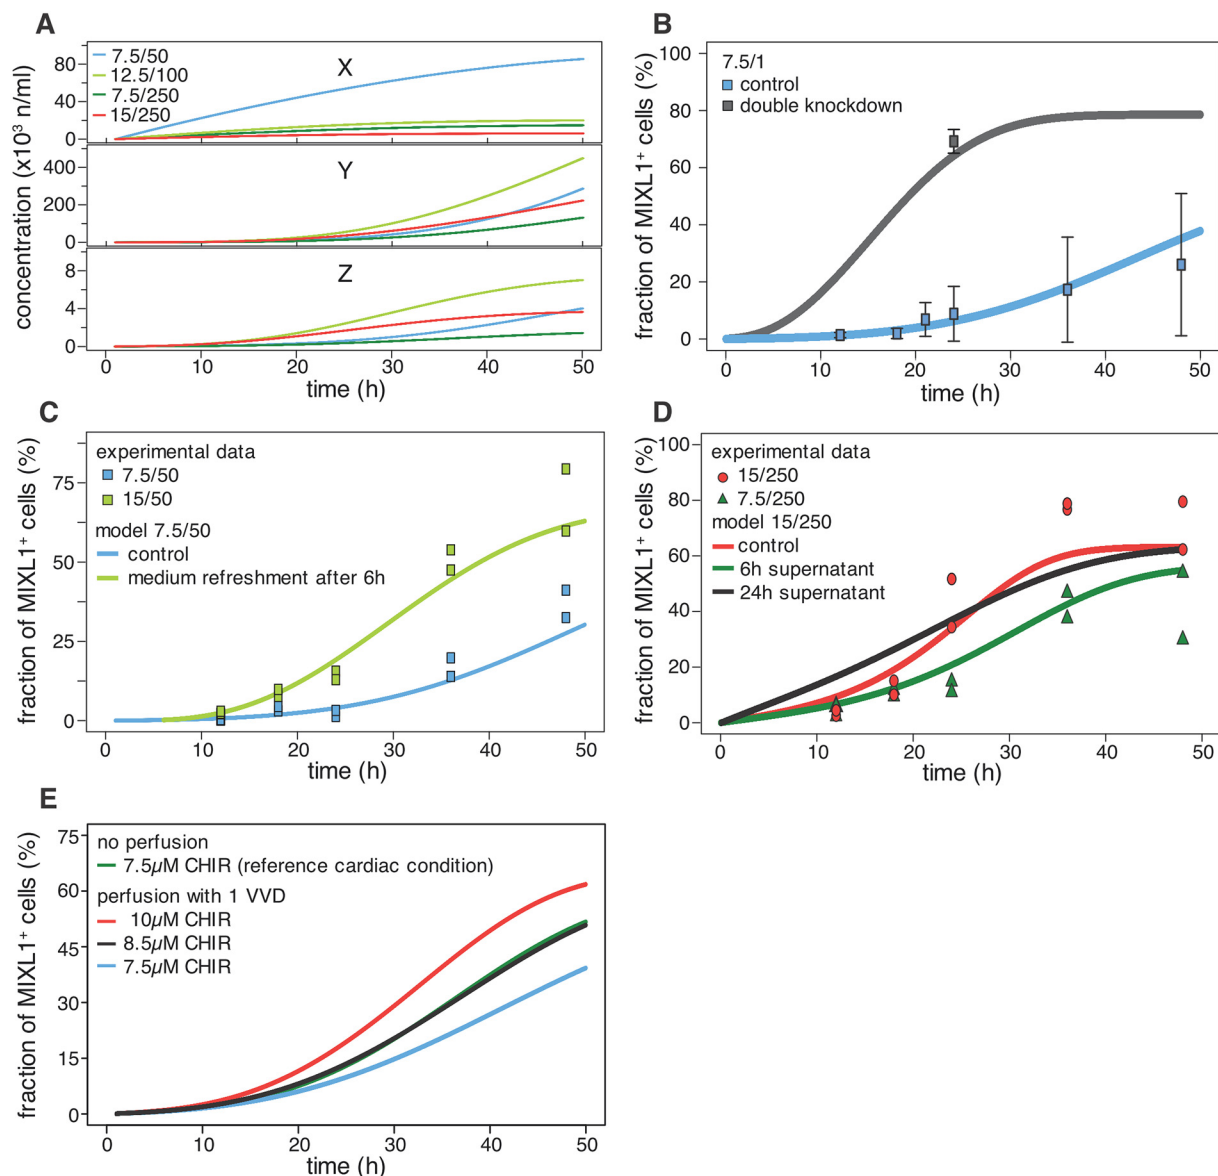 A
concentration (x10³ n/ml)
7.5/50
12.5/100
7.5/250
15/250
X
80
40
0
Y
400
200
0
Z
8
4
0
0 10 20 30 40 50
time (h)
B
fraction of MIXL1⁺ cells (%)
7.5/1
control
double knockdown
100
80
60
40
20
0
0 10 20 30 40 50
time (h)
C
fraction of MIXL1⁺ cells (%)
experimental data
7.5/50
15/50
model 7.5/50
control
medium refreshment after 6h
75
50
25
0
0 10 20 30 40 50
time (h)
D
fraction of MIXL1⁺ cells (%)
experimental data
15/250
7.5/250
model 15/250
control
6h supernatant
24h supernatant
100
80
60
40
20
0
0 10 20 30 40 50
time (h)
E
fraction of MIXL1⁺ cells (%)
no perfusion
7.5µM CHIR (reference cardiac condition)
perfusion with 1 VVD
10µM CHIR
8.5µM CHIR
7.5µM CHIR
75
60
45
30
15
0
0 10 20 30 40 50
time (h)